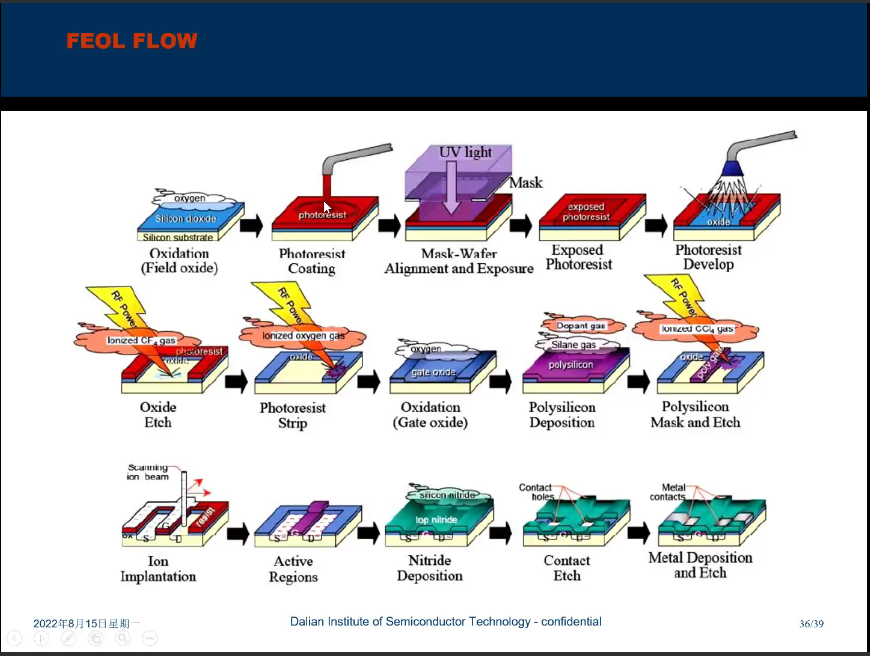 FEOL FLOW
oxygen
Silicon dioxide
Silicon substrate
Oxidation
(Field oxide)
photoresist
Photoresist
Coating
UV light
Mask
Mask-Wafer
Alignment and Exposure
exposed
photoresist
Exposed
Photoresist
oxide
Photoresist
Develop
RF Power
Ionized CF4 gas
photoresist
oxide
Oxide
Etch
RF Power
Ionized oxygen gas
oxide
Photoresist
Strip
oxygen
gate oxide
Oxidation
(Gate oxide)
Dopant gas
Silane gas
polysilicon
Polysilicon
Deposition
RF Power
Ionized CCl4 gas
oxide
poly gate
Polysilicon
Mask and Etch
Scanning
ion beam
resist
ox
S
G
D
Ion
Implantation
S
G
D
Active
Regions
silicon nitride
top nitride
S
G
D
Nitride
Deposition
Contact
holes
S
G
D
Contact
Etch
Metal
contacts
S
G
D
Metal Deposition
and Etch
2022年8月15日星期一
Dalian Institute of Semiconductor Technology - confidential
36/39